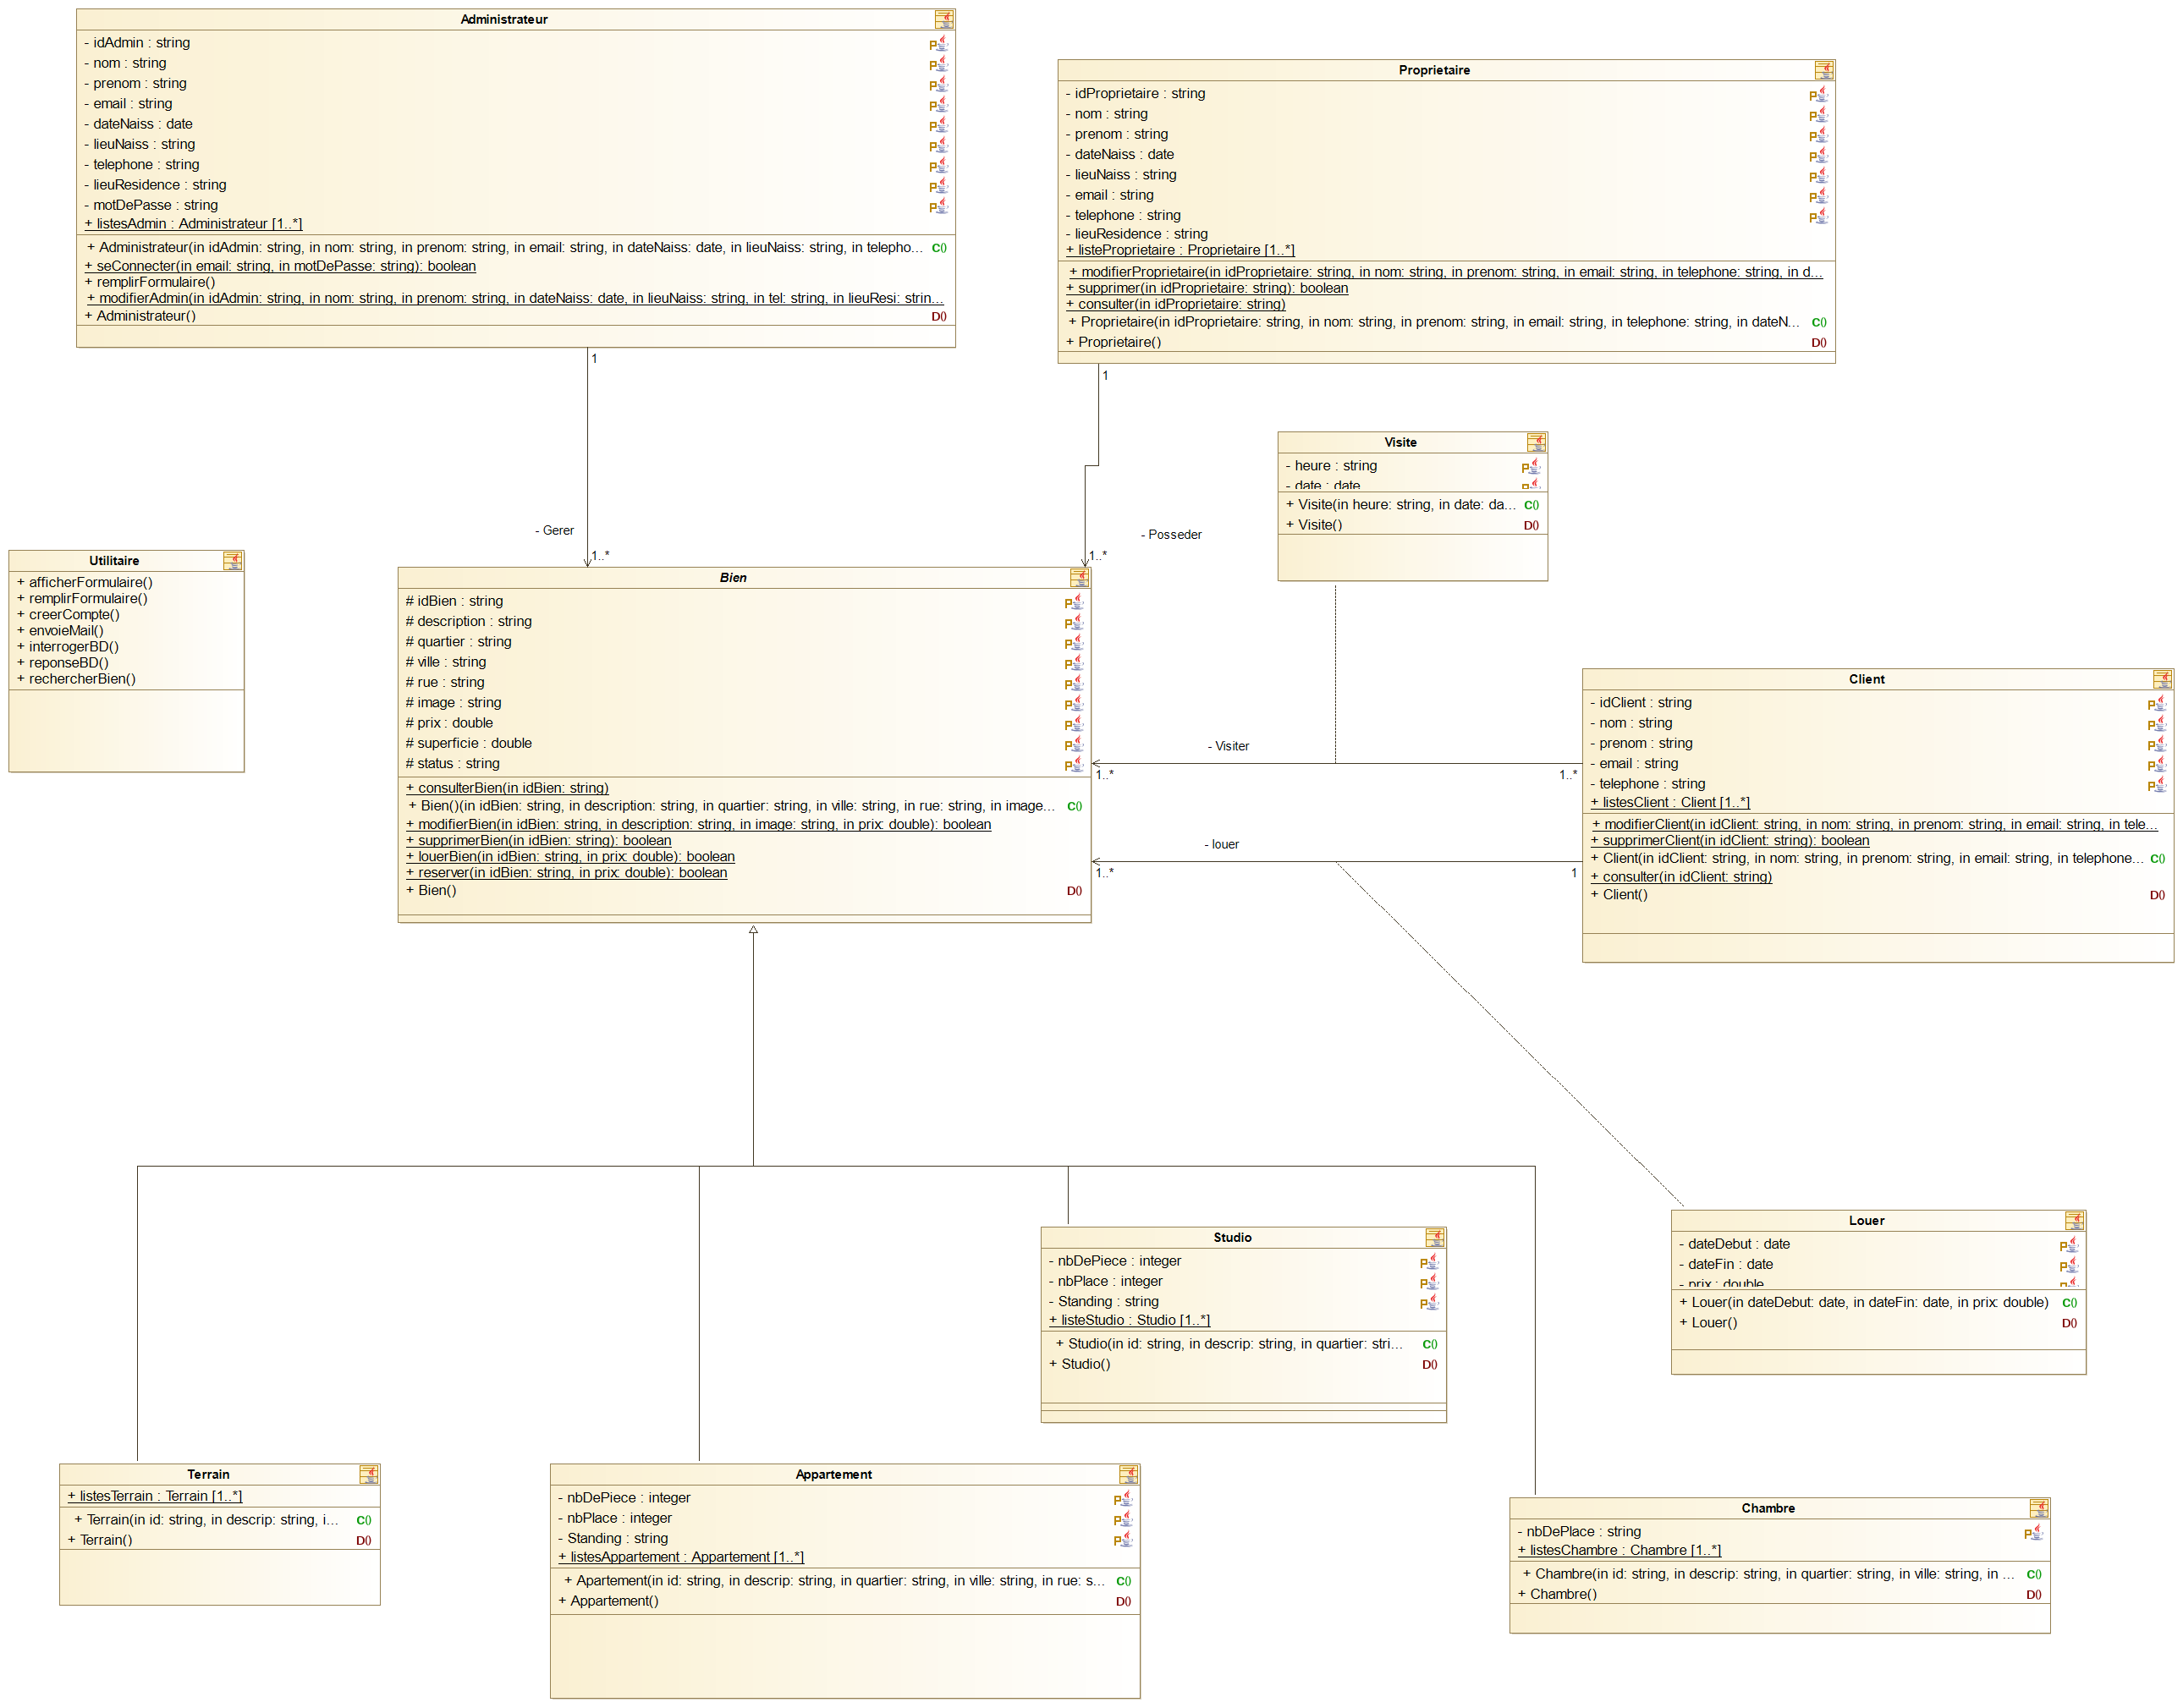 Administrateur
- idAdmin : string
- nom : string
- prenom : string
- email : string
- dateNaiss : date
- lieuNaiss : string
- telephone : string
- lieuResidence : string
- motDePasse : string
+ listesAdmin : Administrateur [1..*]
+ Administrateur(in idAdmin: string, in nom: string, in prenom: string, in email: string, in dateNaiss: date, in lieuNaiss: string, in telepho... C()
+ seConnecter(in email: string, in motDePasse: string): boolean
+ remplirFormulaire()
+ modifierAdmin(in idAdmin: string, in nom: string, in prenom: string, in dateNaiss: date, in lieuNaiss: string, in tel: string, in lieuResi: strin...
+ Administrateur() D()
Proprietaire
- idProprietaire : string
- nom : string
- prenom : string
- dateNaiss : date
- lieuNaiss : string
- email : string
- telephone : string
- lieuResidence : string
+ listeProprietaire : Proprietaire [1..*]
+ modifierProprietaire(in idProprietaire: string, in nom: string, in prenom: string, in email: string, in telephone: string, in d...
+ supprimer(in idProprietaire: string): boolean
+ consulter(in idProprietaire: string)
+ Proprietaire(in idProprietaire: string, in nom: string, in prenom: string, in email: string, in telephone: string, in dateN... C()
+ Proprietaire() D()
1
1
- Gerer
1..*
- Posseder
1..*
Visite
- heure : string
- date : date
+ Visite(in heure: string, in date: da... C()
+ Visite() D()
Utilitaire
+ afficherFormulaire()
+ remplirFormulaire()
+ creerCompte()
+ envoieMail()
+ interrogerBD()
+ reponseBD()
+ rechercherBien()
Bien
# idBien : string
# description : string
# quartier : string
# ville : string
# rue : string
# image : string
# prix : double
# superficie : double
# status : string
+ consulterBien(in idBien: string)
+ Bien()(in idBien: string, in description: string, in quartier: string, in ville: string, in rue: string, in image... C()
+ modifierBien(in idBien: string, in description: string, in image: string, in prix: double): boolean
+ supprimerBien(in idBien: string): boolean
+ louerBien(in idBien: string, in prix: double): boolean
+ reserver(in idBien: string, in prix: double): boolean
+ Bien() D()
- Visiter
1..*
1..*
- louer
1..*
1
Client
- idClient : string
- nom : string
- prenom : string
- email : string
- telephone : string
+ listesClient : Client [1..*]
+ modifierClient(in idClient: string, in nom: string, in prenom: string, in email: string, in tele...
+ supprimerClient(in idClient: string): boolean
+ Client(in idClient: string, in nom: string, in prenom: string, in email: string, in telephone... C()
+ consulter(in idClient: string)
+ Client() D()
Studio
- nbDePiece : integer
- nbPlace : integer
- Standing : string
+ listeStudio : Studio [1..*]
+ Studio(in id: string, in descrip: string, in quartier: stri... C()
+ Studio() D()
Louer
- dateDebut : date
- dateFin : date
- prix : double
+ Louer(in dateDebut: date, in dateFin: date, in prix: double) C()
+ Louer() D()
Terrain
+ listesTerrain : Terrain [1..*]
+ Terrain(in id: string, in descrip: string, i... C()
+ Terrain() D()
Appartement
- nbDePiece : integer
- nbPlace : integer
- Standing : string
+ listesAppartement : Appartement [1..*]
+ Apartement(in id: string, in descrip: string, in quartier: string, in ville: string, in rue: s... C()
+ Appartement() D()
Chambre
- nbDePlace : string
+ listesChambre : Chambre [1..*]
+ Chambre(in id: string, in descrip: string, in quartier: string, in ville: string, in ... C()
+ Chambre() D()